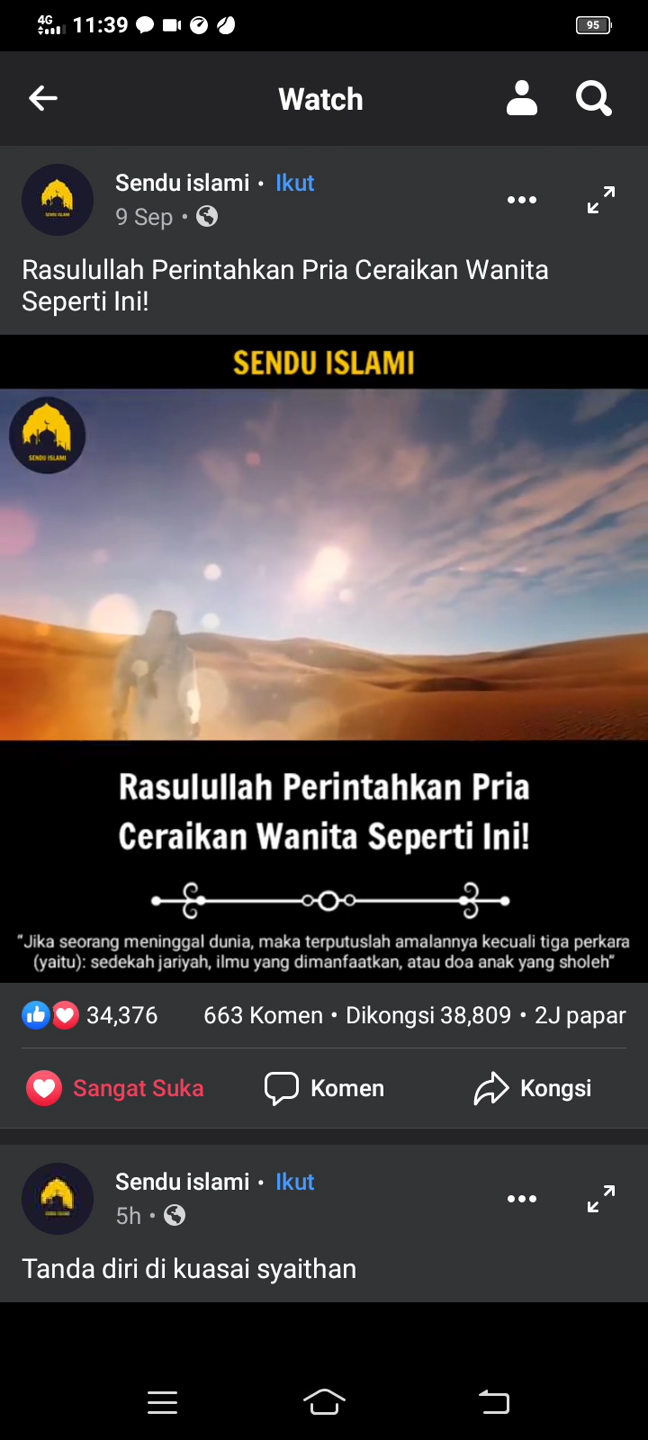 4G 11:39 95
Watch
Sendu islami • Ikut
9 Sep •
Rasulullah Perintahkan Pria Ceraikan Wanita
Seperti Ini!
SENDU ISLAMI
SENDU ISLAMI
Rasulullah Perintahkan Pria
Ceraikan Wanita Seperti Ini!
“Jika seorang meninggal dunia, maka terputuslah amalannya kecuali tiga perkara
(yaitu): sedekah jariyah, ilmu yang dimanfaatkan, atau doa anak yang sholeh”
34,376 663 Komen • Dikongsi 38,809 • 2J papar
Sangat Suka Komen Kongsi
Sendu islami • Ikut
5h •
Tanda diri di kuasai syaithan